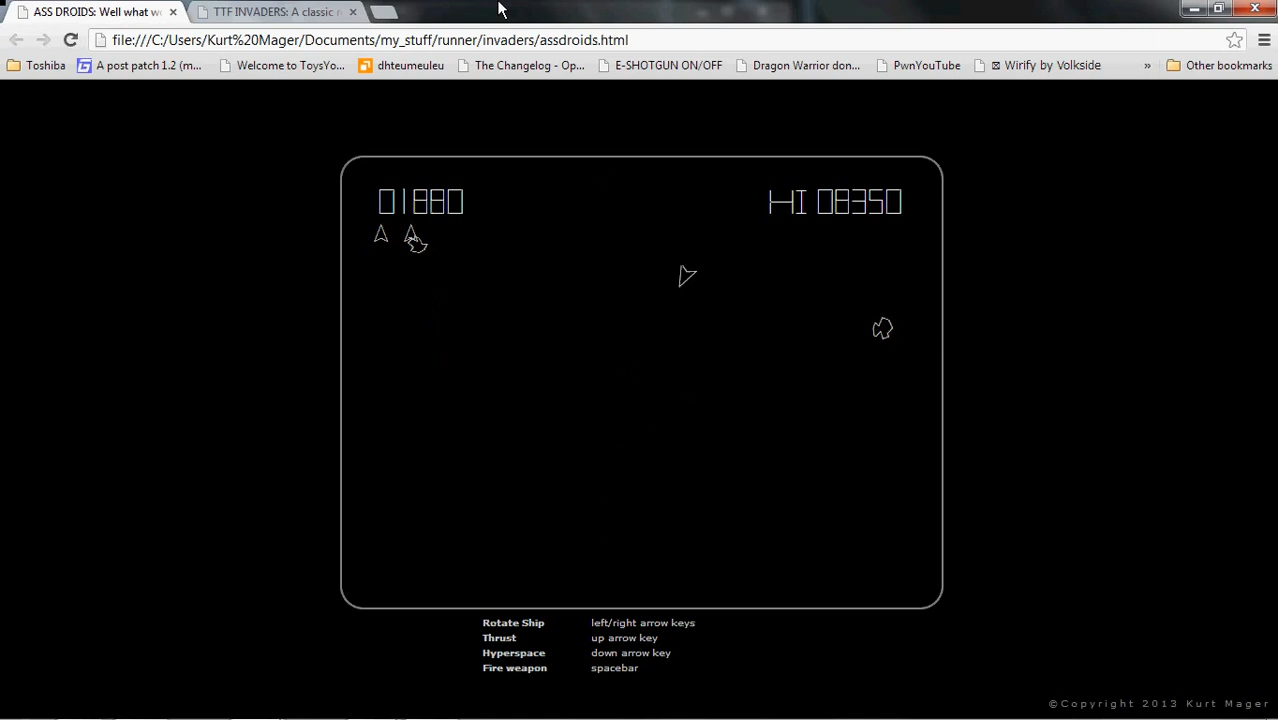 ASS DROIDS: Well what w
TTF INVADERS: A classic r
file:///C:/Users/Kurt%20Mager/Documents/my_stuff/runner/invaders/assdroids.html
Toshiba
A post patch 1.2 (m...
Welcome to ToysYo...
dhteumeuleu
The Changelog - Op...
E-SHOTGUN ON/OFF
Dragon Warrior don...
PwnYouTube
Wirify by Volkside
»
Other bookmarks
01880
HI 08350
Rotate Ship left/right arrow keys
Thrust up arrow key
Hyperspace down arrow key
Fire weapon spacebar
©Copyright 2013 Kurt Mager